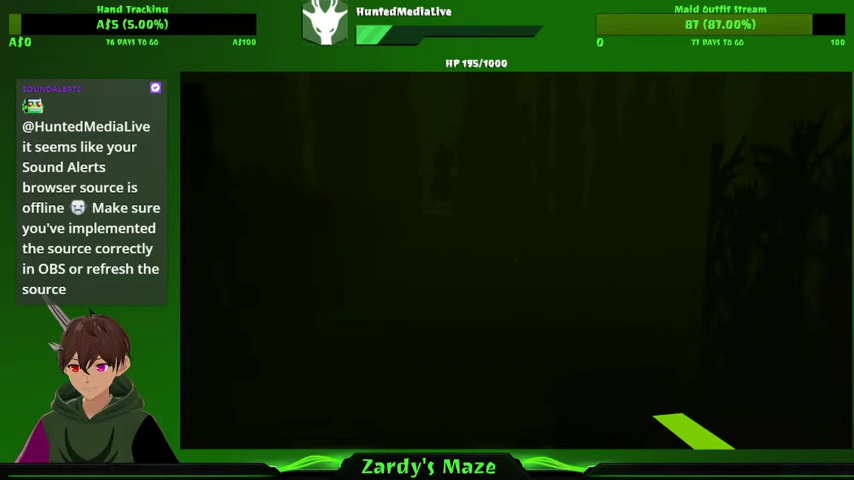 Hand Tracking
A$5 (5.00%)
A$0
76 DAYS TO GO
A$100
HuntedMediaLive
HP 195/1000
Maid Outfit Stream
87 (87.00%)
0
77 DAYS TO GO
100
SOUNDALERTS
@HuntedMediaLive
it seems like your
Sound Alerts
browser source is
offline Make sure
you've implemented
the source correctly
in OBS or refresh the
source
Zardy's Maze